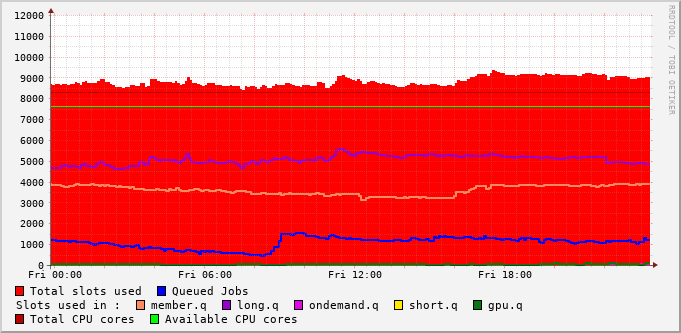 12000
11000
10000
9000
8000
7000
6000
5000
4000
3000
2000
1000
0
Fri 00:00 Fri 06:00 Fri 12:00 Fri 18:00
Total slots used Queued Jobs
Slots used in : member.q long.q ondemand.q short.q gpu.q
Total CPU cores Available CPU cores
RRDTOOL / TOBI OETIKER